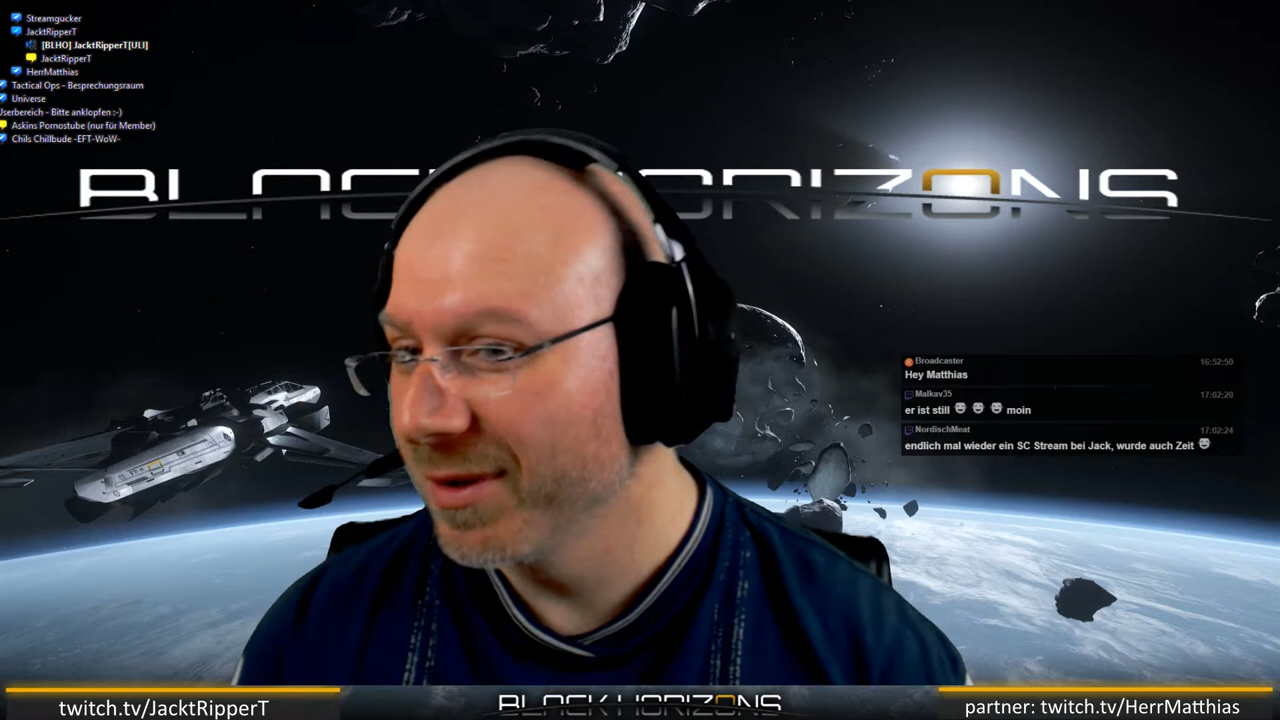 Streamgucker
JacktRipperT
[BLHO] JacktRipperT[ULI]
JacktRipperT
HerrMatthias
Tactical Ops - Besprechungsraum
Universe
Userbereich - Bitte anklopfen :-)
Askins Pornostube (nur für Member)
Chils Chillbude -EFT-WoW-
BLACK HORIZONS
Broadcaster 16:52:50
Hey Matthias
Malkav35 17:02:20
er ist still moin
NordischMeat 17:02:24
endlich mal wieder ein SC Stream bei Jack, wurde auch Zeit
twitch.tv/JacktRipperT
BLACK HORIZONS
partner: twitch.tv/HerrMatthias